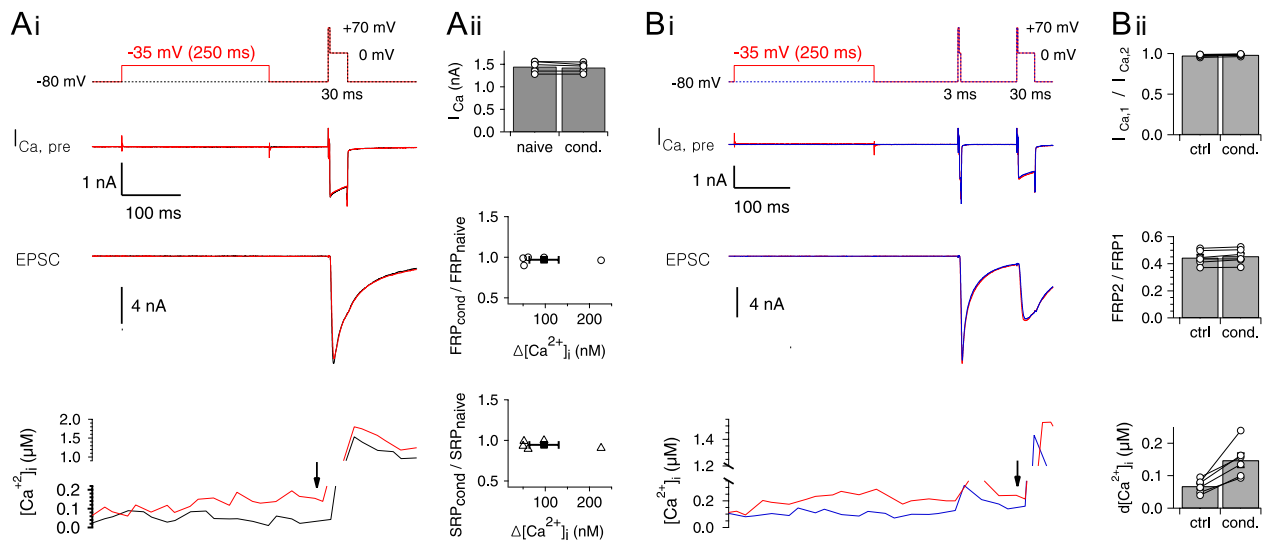 Ai
+70 mV
-35 mV (250 ms)
0 mV
-80 mV
30 ms
I Ca, pre
1 nA
100 ms
EPSC
4 nA
[Ca+2]i (µM)
2.0
1.5
1.0
0.2
0.1
0.0
Aii
ICa (nA)
1.5
1.0
0.5
0.0
naive cond.
FRPcond / FRPnaive
1.5
1.0
0.5
100 200
Δ[Ca2+]i (nM)
SRPcond / SRPnaive
1.5
1.0
0.5
100 200
Δ[Ca2+]i (nM)
Bi
+70 mV
-35 mV (250 ms)
0 mV
-80 mV
3 ms 30 ms
I Ca, pre
1 nA
100 ms
EPSC
4 nA
[Ca2+]i (µM)
1.4
1.2
0.2
0.0
Bii
I Ca,1 / I Ca,2
1.0
0.5
0.0
ctrl cond.
FRP2 / FRP1
0.6
0.4
0.2
0.0
ctrl cond.
d[Ca2+]i (µM)
0.2
0.1
0.0
ctrl cond.